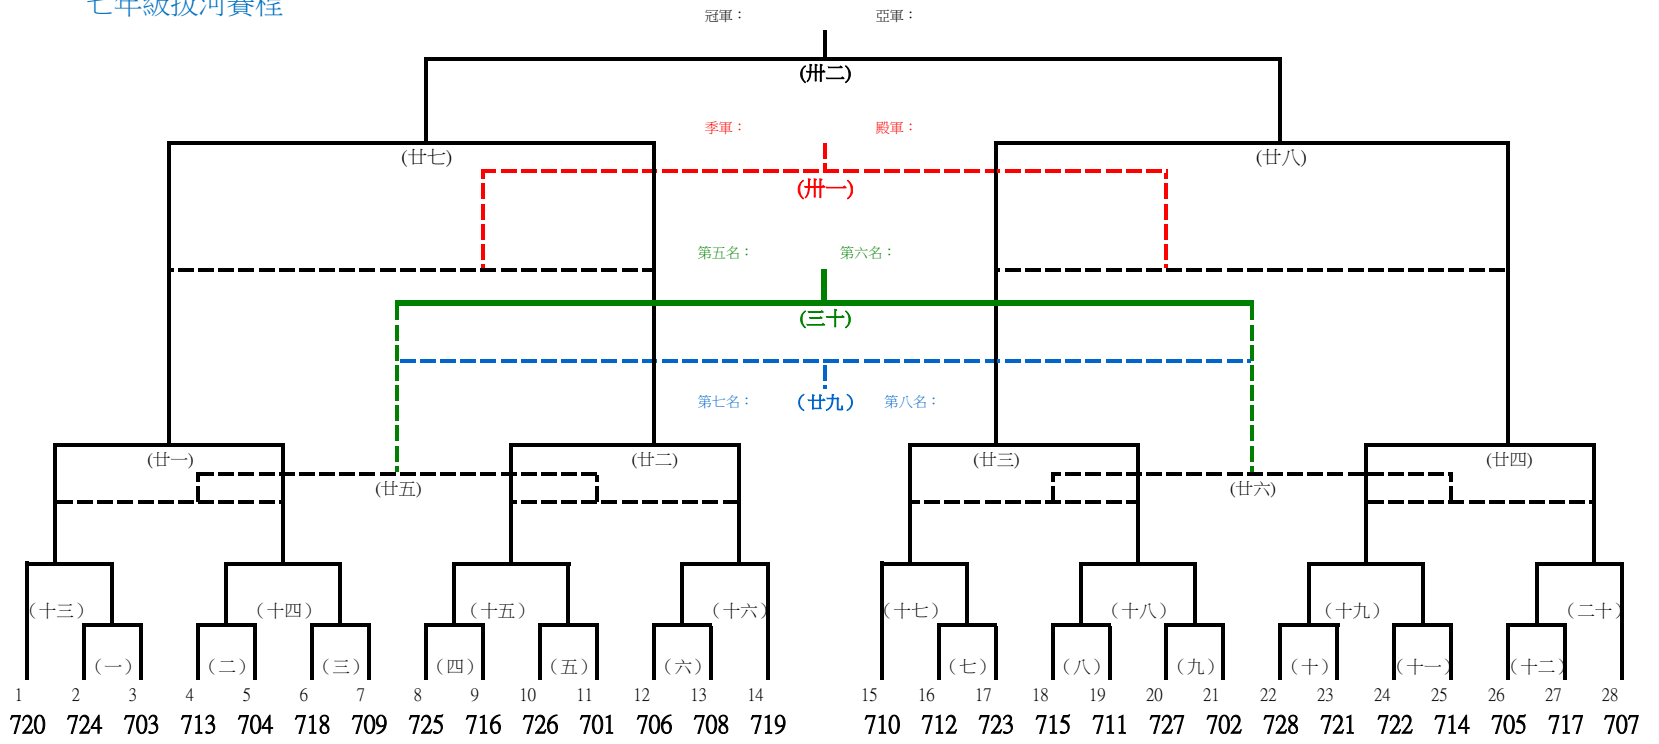 七年級拔河賽程
冠軍： 亞軍：
(卅二)
季軍： 殿軍：
(廿七) (廿八)
(卅一)
第五名： 第六名：
(三十)
第七名： （廿九） 第八名：
(廿一) (廿二) (廿三) (廿四)
(廿五) (廿六)
（十三） （十四） （十五） （十六） （十七） （十八） （十九） （二十）
（一） （二） （三） （四） （五） （六） （七） （八） （九） （十） （十一） （十二）
1 2 3 4 5 6 7 8 9 10 11 12 13 14 15 16 17 18 19 20 21 22 23 24 25 26 27 28
720 724 703 713 704 718 709 725 716 726 701 706 708 719 710 712 723 715 711 727 702 728 721 722 714 705 717 707